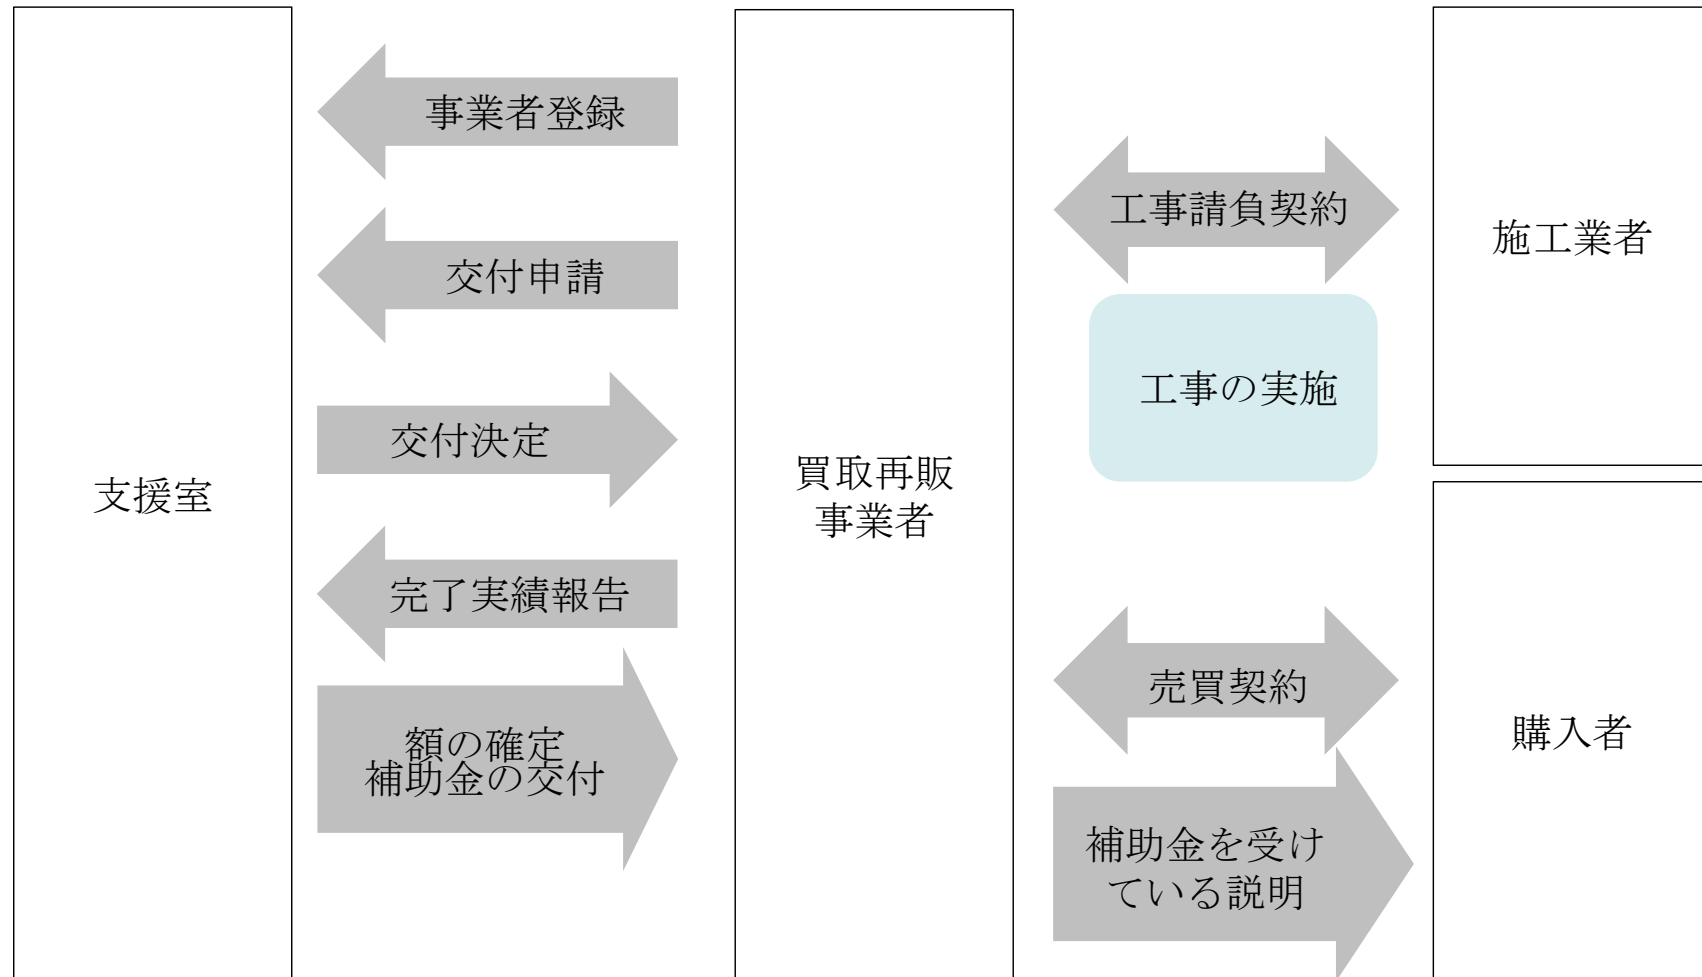 支援室
事業者登録
交付申請
交付決定
完了実績報告
額の確定
補助金の交付
買取再販
事業者
工事請負契約
工事の実施
売買契約
補助金を受け
ている説明
施工業者
購入者